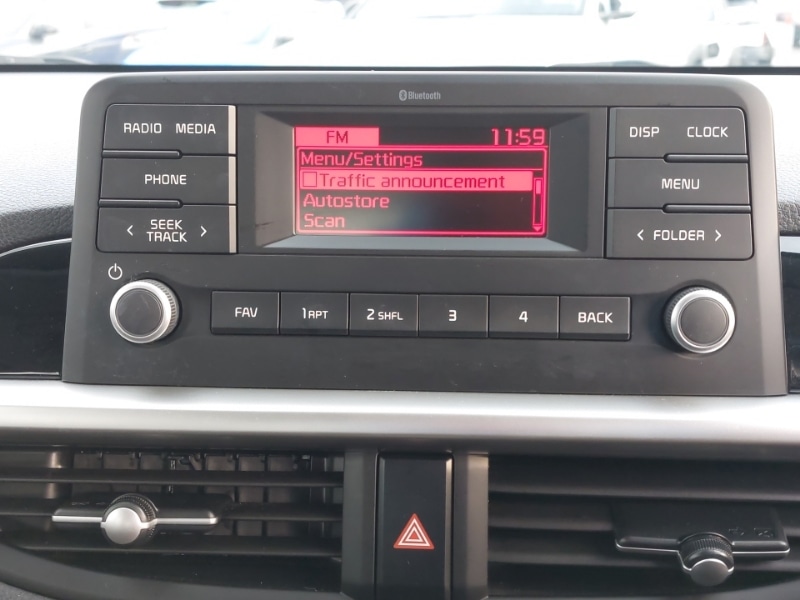 Bluetooth
RADIO MEDIA
FM 11:59
DISP CLOCK
Menu/Settings
PHONE
Traffic announcement
MENU
Autostore
< SEEK TRACK >
Scan
< FOLDER >
FAV
1 RPT
2 SHFL
3
4
BACK